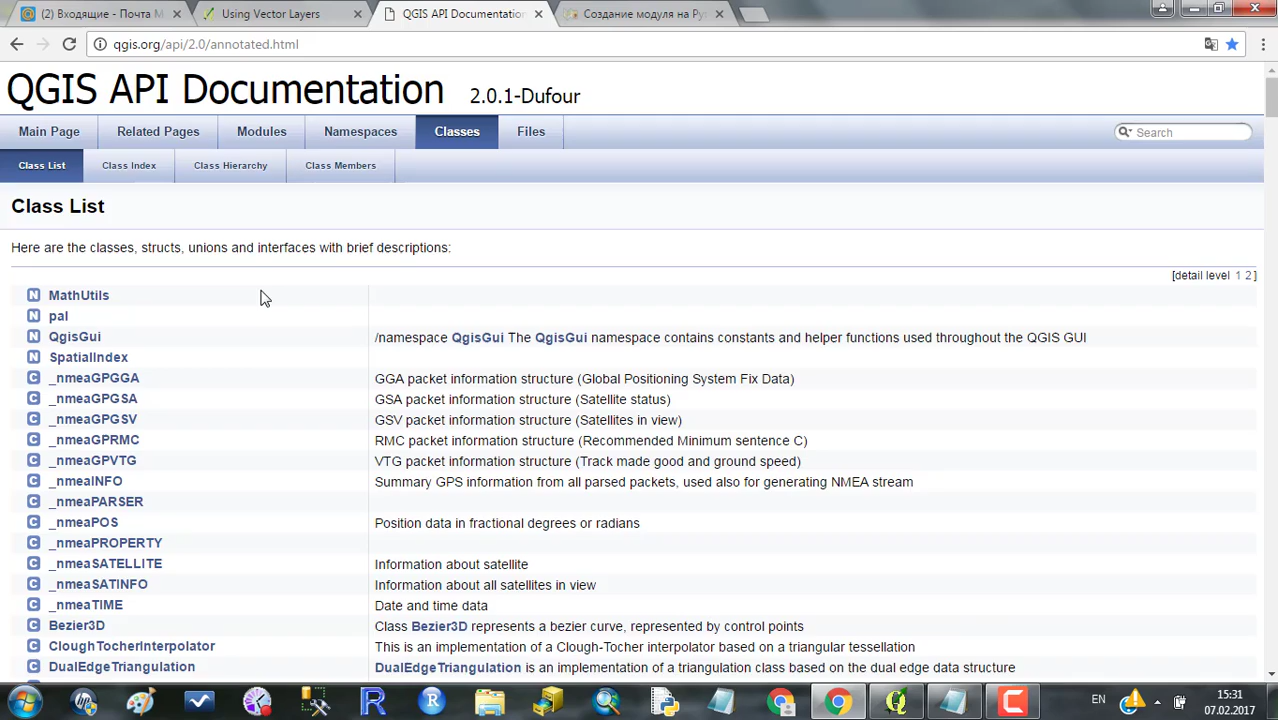 (2) Входящие - Почта M
Using Vector Layers
QGIS API Documentatio
Создание модуля на Py
qgis.org/api/2.0/annotated.html
QGIS API Documentation 2.0.1-Dufour
Main Page Related Pages Modules Namespaces Classes Files Search
Class List Class Index Class Hierarchy Class Members
Class List
Here are the classes, structs, unions and interfaces with brief descriptions:
[detail level 1 2]
N MathUtils
N pal
N QgisGui /namespace QgisGui The QgisGui namespace contains constants and helper functions used throughout the QGIS GUI
N SpatialIndex
C _nmeaGPGGA GGA packet information structure (Global Positioning System Fix Data)
C _nmeaGPGSA GSA packet information structure (Satellite status)
C _nmeaGPGSV GSV packet information structure (Satellites in view)
C _nmeaGPRMC RMC packet information structure (Recommended Minimum sentence C)
C _nmeaGPVTG VTG packet information structure (Track made good and ground speed)
C _nmeaINFO Summary GPS information from all parsed packets, used also for generating NMEA stream
C _nmeaPARSER
C _nmeaPOS Position data in fractional degrees or radians
C _nmeaPROPERTY
C _nmeaSATELLITE Information about satellite
C _nmeaSATINFO Information about all satellites in view
C _nmeaTIME Date and time data
C Bezier3D Class Bezier3D represents a bezier curve, represented by control points
C CloughTocherInterpolator This is an implementation of a Clough-Tocher interpolator based on a triangular tessellation
C DualEdgeTriangulation DualEdgeTriangulation is an implementation of a triangulation class based on the dual edge data structure
EN
15:31
07.02.2017